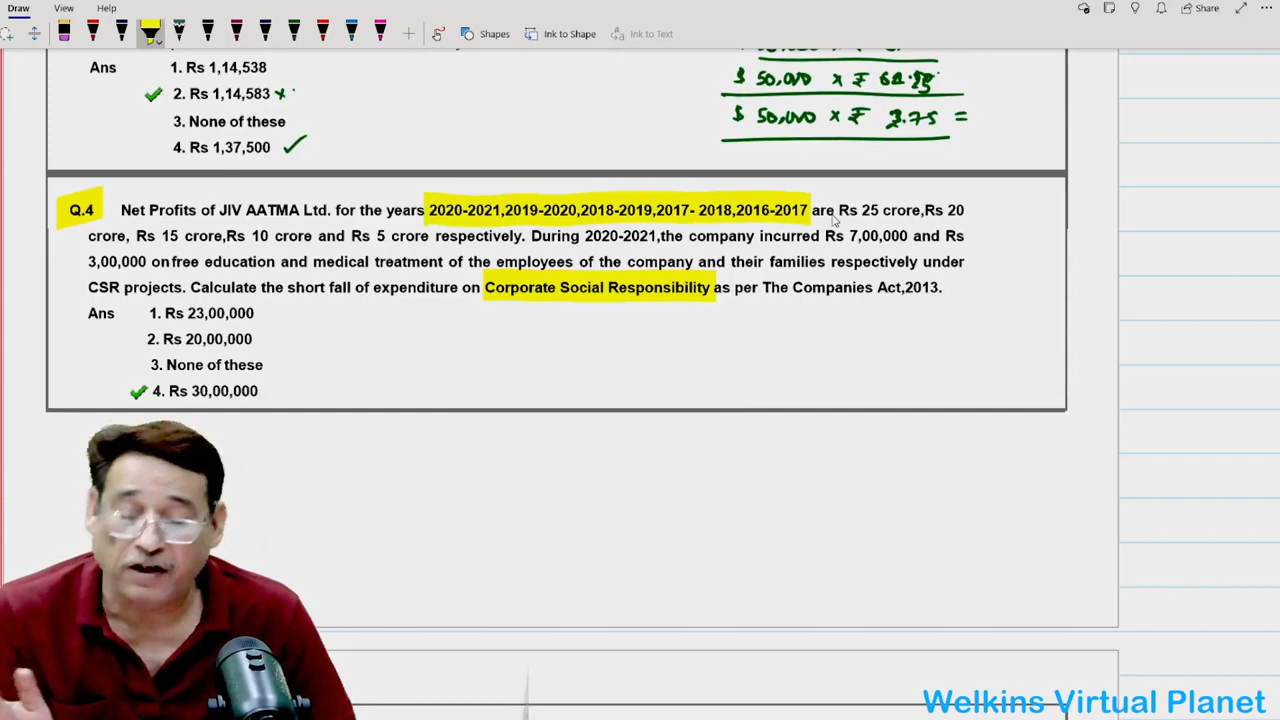 Draw View Help
Share
Shapes Ink to Shape Ink to Text
Ans 1. Rs 1,14,538
2. Rs 1,14,583
3. None of these
4. Rs 1,37,500
$ 50,000 x ₹
$ 50,000 x ₹ 2.75 =
Q.4 Net Profits of JIV AATMA Ltd. for the years 2020-2021,2019-2020,2018-2019,2017- 2018,2016-2017 are Rs 25 crore,Rs 20
crore, Rs 15 crore,Rs 10 crore and Rs 5 crore respectively. During 2020-2021,the company incurred Rs 7,00,000 and Rs
3,00,000 on free education and medical treatment of the employees of the company and their families respectively under
CSR projects. Calculate the short fall of expenditure on Corporate Social Responsibility as per The Companies Act,2013.
Ans 1. Rs 23,00,000
2. Rs 20,00,000
3. None of these
4. Rs 30,00,000
Welkins Virtual Planet